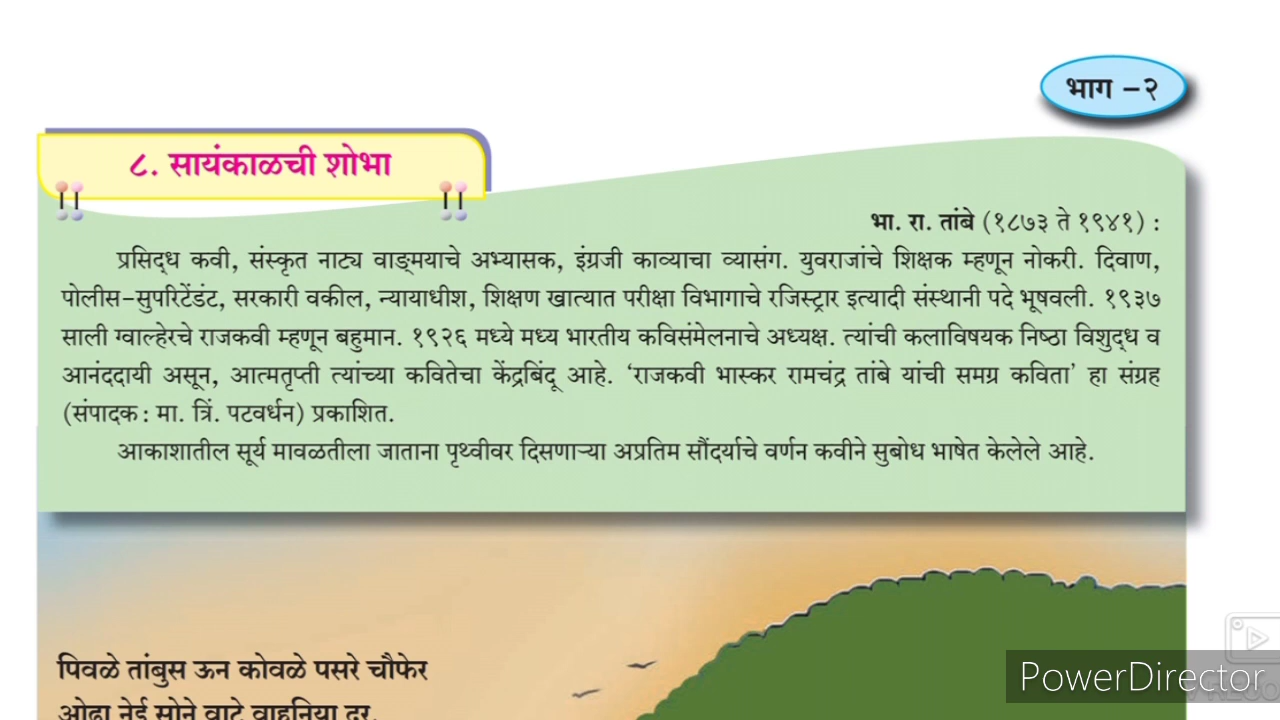 भाग –२
८. सायंकाळची शोभा
भा. रा. तांबे (१८७३ ते १९४१) :
प्रसिद्ध कवी, संस्कृत नाट्य वाङ्मयाचे अभ्यासक, इंग्रजी काव्याचा व्यासंग. युवराजांचे शिक्षक म्हणून नोकरी. दिवाण,
पोलीस-सुपरिटेंडंट, सरकारी वकील, न्यायाधीश, शिक्षण खात्यात परीक्षा विभागाचे रजिस्ट्रार इत्यादी संस्थानी पदे भूषवली. १९३७
साली ग्वाल्हेरचे राजकवी म्हणून बहुमान. १९२६ मध्ये मध्य भारतीय कविसंमेलनाचे अध्यक्ष. त्यांची कलाविषयक निष्ठा विशुद्ध व
आनंददायी असून, आत्मतृप्ती त्यांच्या कवितेचा केंद्रबिंदू आहे. ‘राजकवी भास्कर रामचंद्र तांबे यांची समग्र कविता’ हा संग्रह
(संपादक : मा. त्रिं. पटवर्धन) प्रकाशित.
आकाशातील सूर्य मावळतीला जाताना पृथ्वीवर दिसणाऱ्या अप्रतिम सौंदर्याचे वर्णन कवीने सुबोध भाषेत केलेले आहे.
पिवळे तांबुस ऊन कोवळे पसरे चौफेर
ओढा नेई सोने वाटे वाहुनिया दूर.
PowerDirector